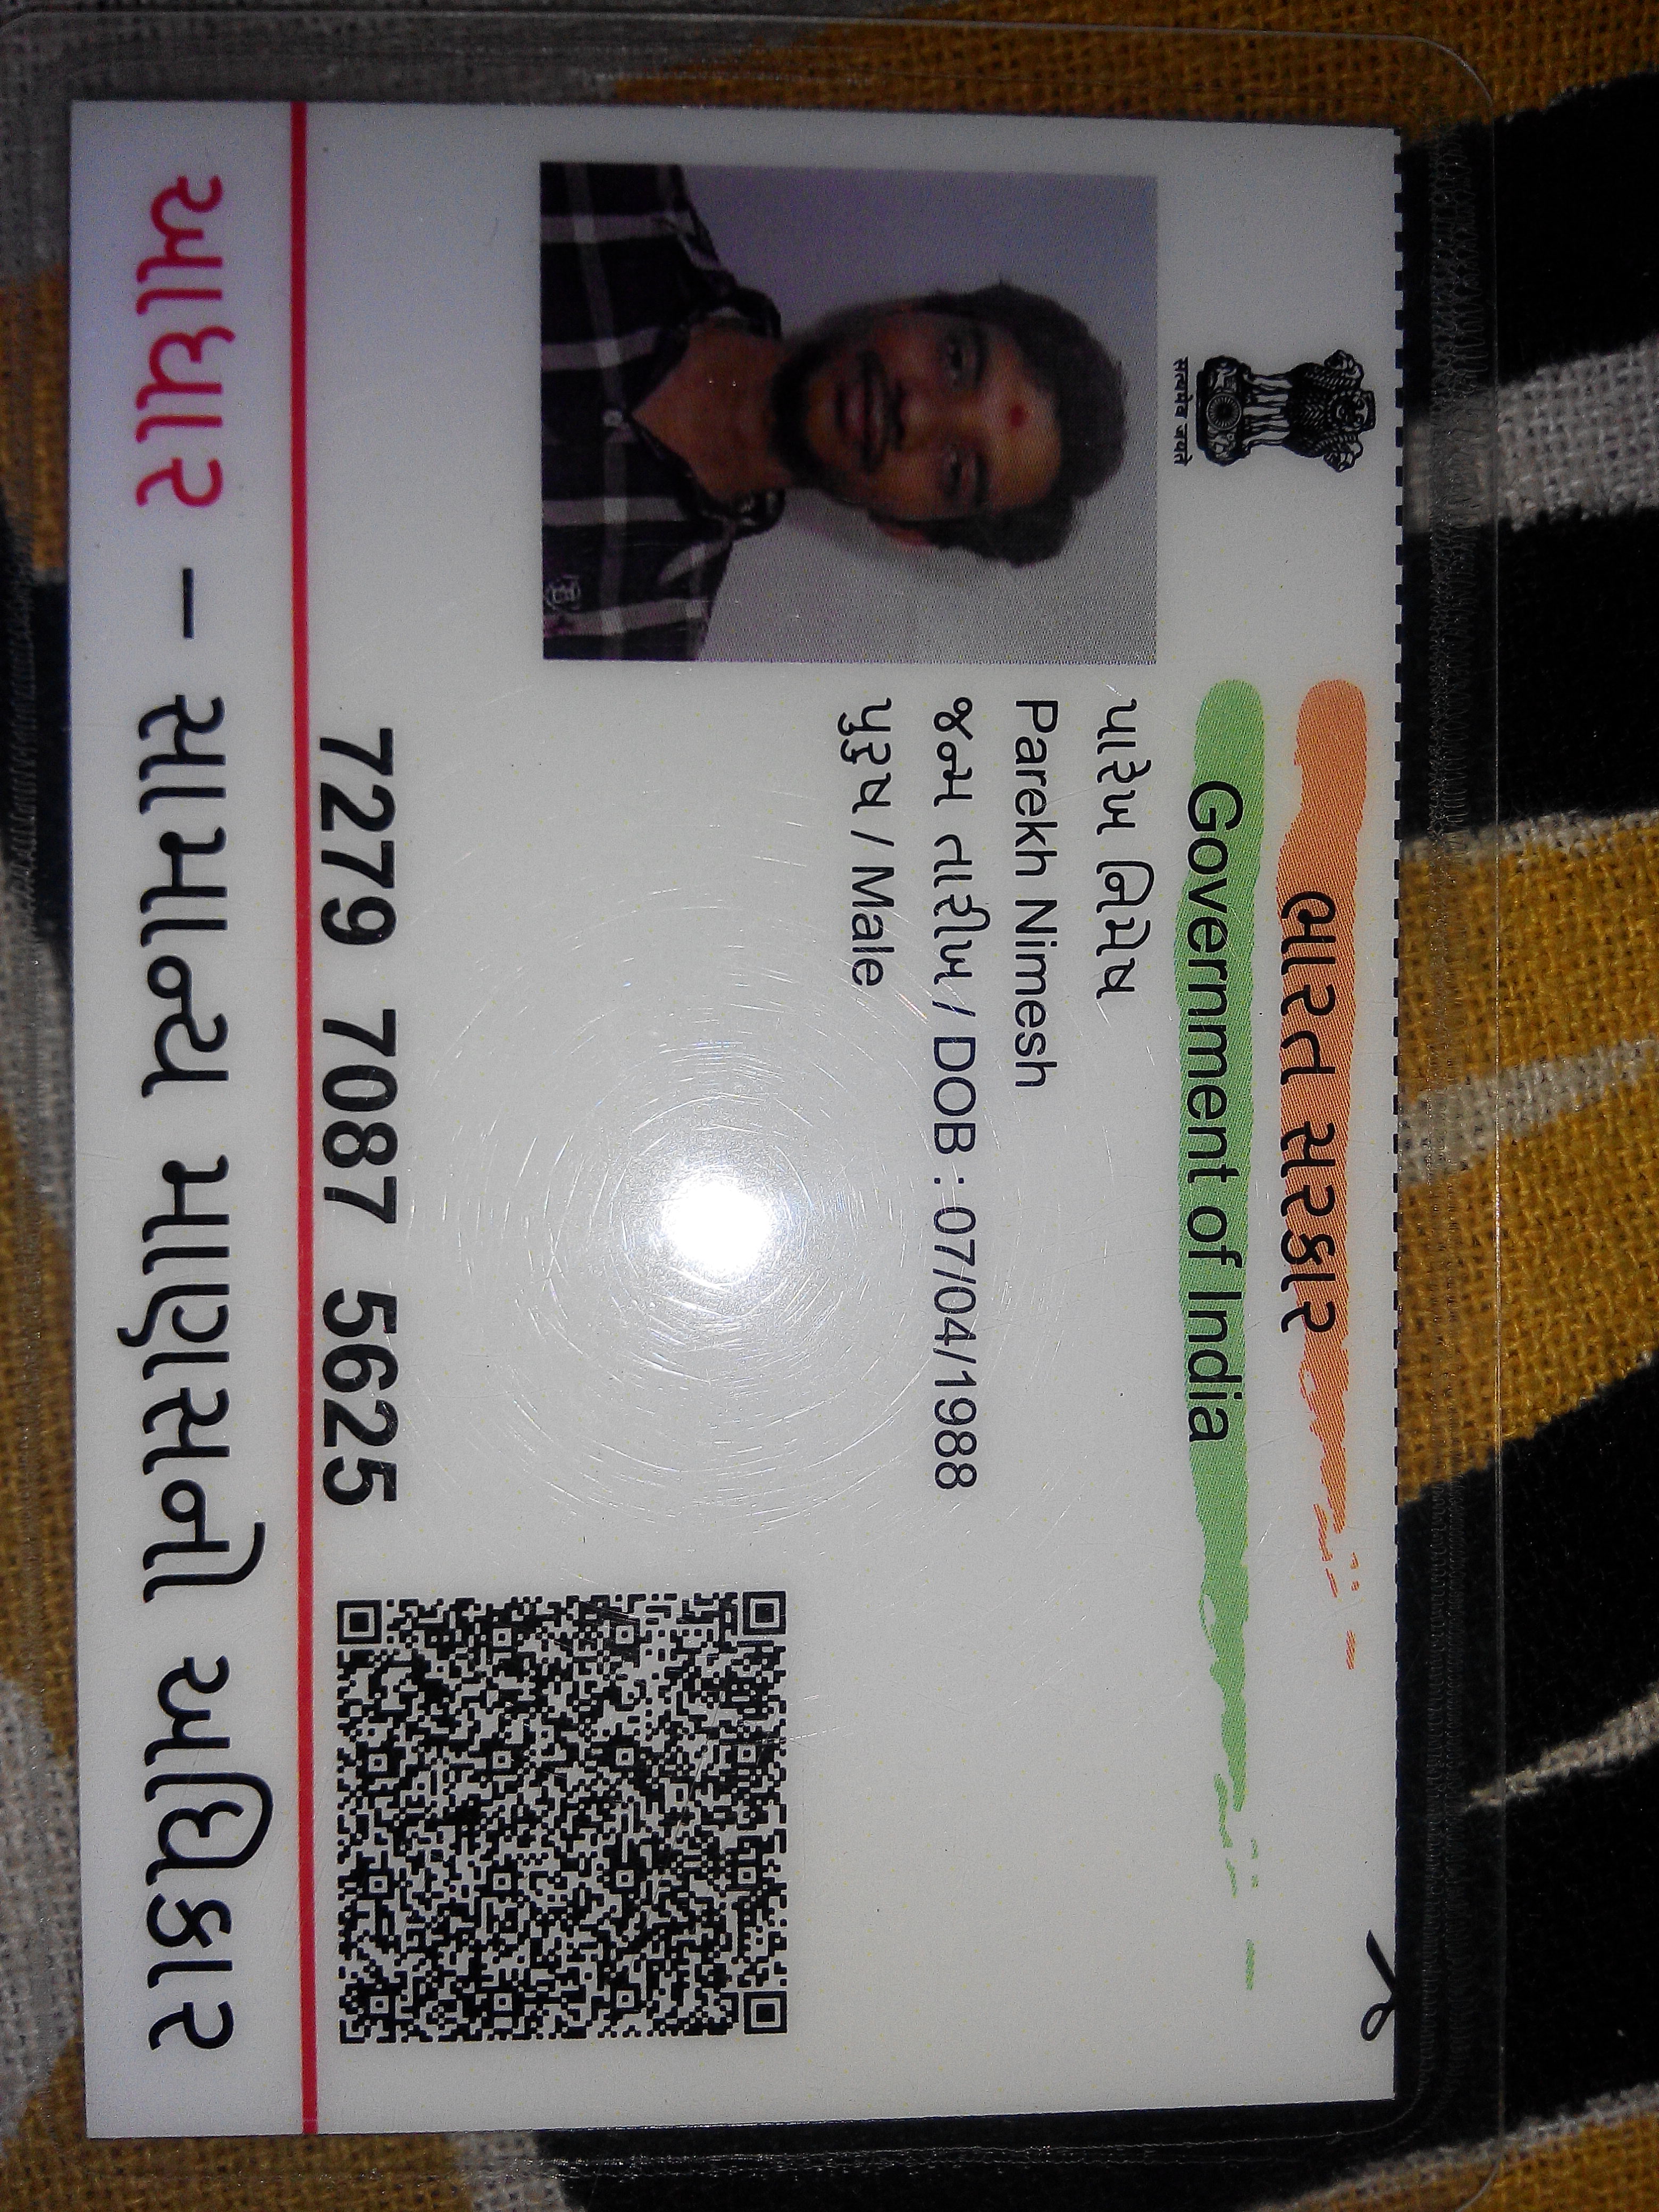 ભારત સરકાર
Government of India
सत्यमेव जयते
પારેખ નિમેષ
Parekh Nimesh
જન્મ તારીખ / DOB : 07/04/1988
પુરુષ / Male
7279 7087 5625
આધાર – સામાન્ય માણસનો અધિકાર